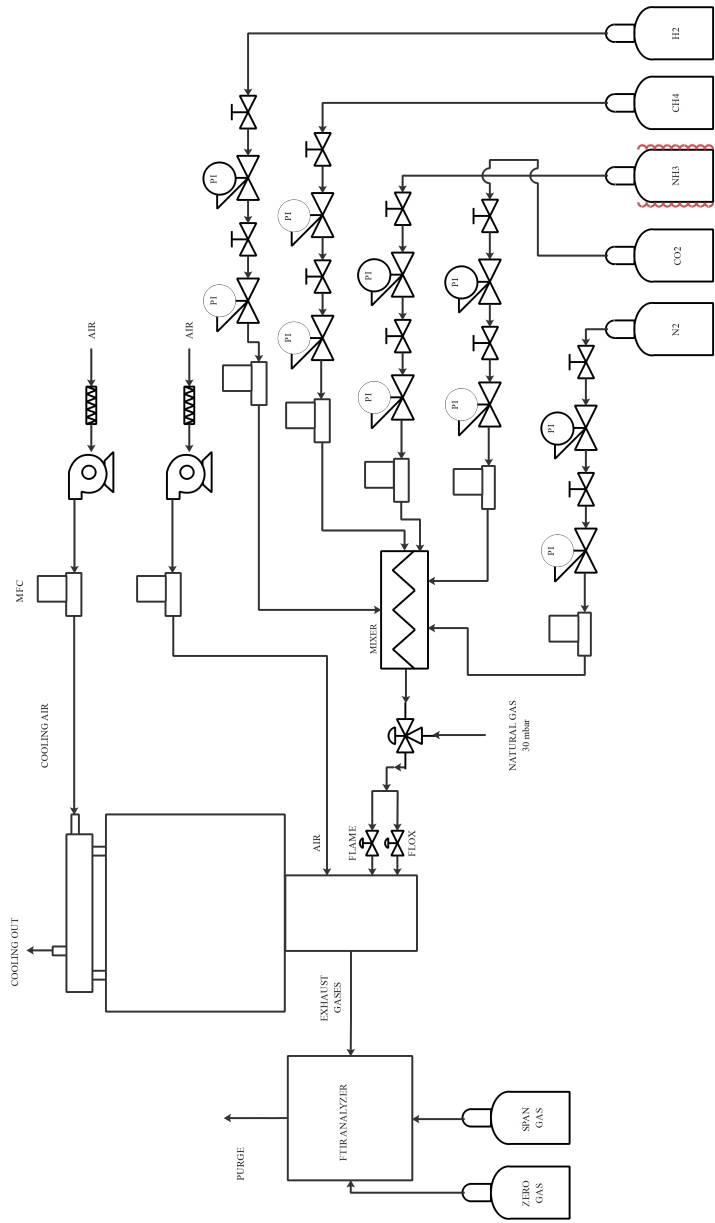 H2
CH4
NH3
CO2
N2
PI
PI
PI
PI
PI
PI
PI
PI
PI
PI
AIR
AIR
MFC
MIXER
COOLING AIR
NATURAL GAS
30 mbar
AIR
FLAME
FLOX
COOLING OUT
EXHAUST
GASES
FTIR ANALYZER
PURGE
SPAN
GAS
ZERO
GAS